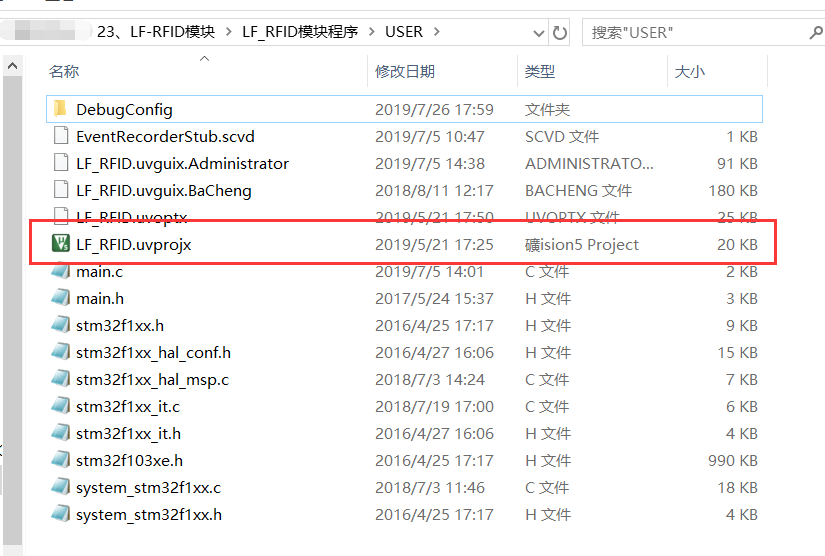 23、LF-RFID模块 > LF_RFID模块程序 > USER > 搜索"USER"
名称 修改日期 类型 大小
DebugConfig 2019/7/26 17:59 文件夹
EventRecorderStub.scvd 2019/7/5 10:47 SCVD 文件 1 KB
LF_RFID.uvguix.Administrator 2019/7/5 14:38 ADMINISTRATO... 91 KB
LF_RFID.uvguix.BaCheng 2018/8/11 12:17 BACHENG 文件 180 KB
LF_RFID.uvoptx 2019/5/21 17:50 UVOPTX 文件 25 KB
LF_RFID.uvprojx 2019/5/21 17:25 礦ision5 Project 20 KB
main.c 2019/7/5 14:01 C 文件 2 KB
main.h 2017/5/24 15:37 H 文件 3 KB
stm32f1xx.h 2016/4/25 17:17 H 文件 9 KB
stm32f1xx_hal_conf.h 2016/4/27 16:06 H 文件 15 KB
stm32f1xx_hal_msp.c 2018/7/3 14:24 C 文件 7 KB
stm32f1xx_it.c 2018/7/19 17:00 C 文件 6 KB
stm32f1xx_it.h 2016/4/27 16:06 H 文件 4 KB
stm32f103xe.h 2016/4/25 17:17 H 文件 990 KB
system_stm32f1xx.c 2018/7/3 11:46 C 文件 18 KB
system_stm32f1xx.h 2016/4/25 17:17 H 文件 4 KB